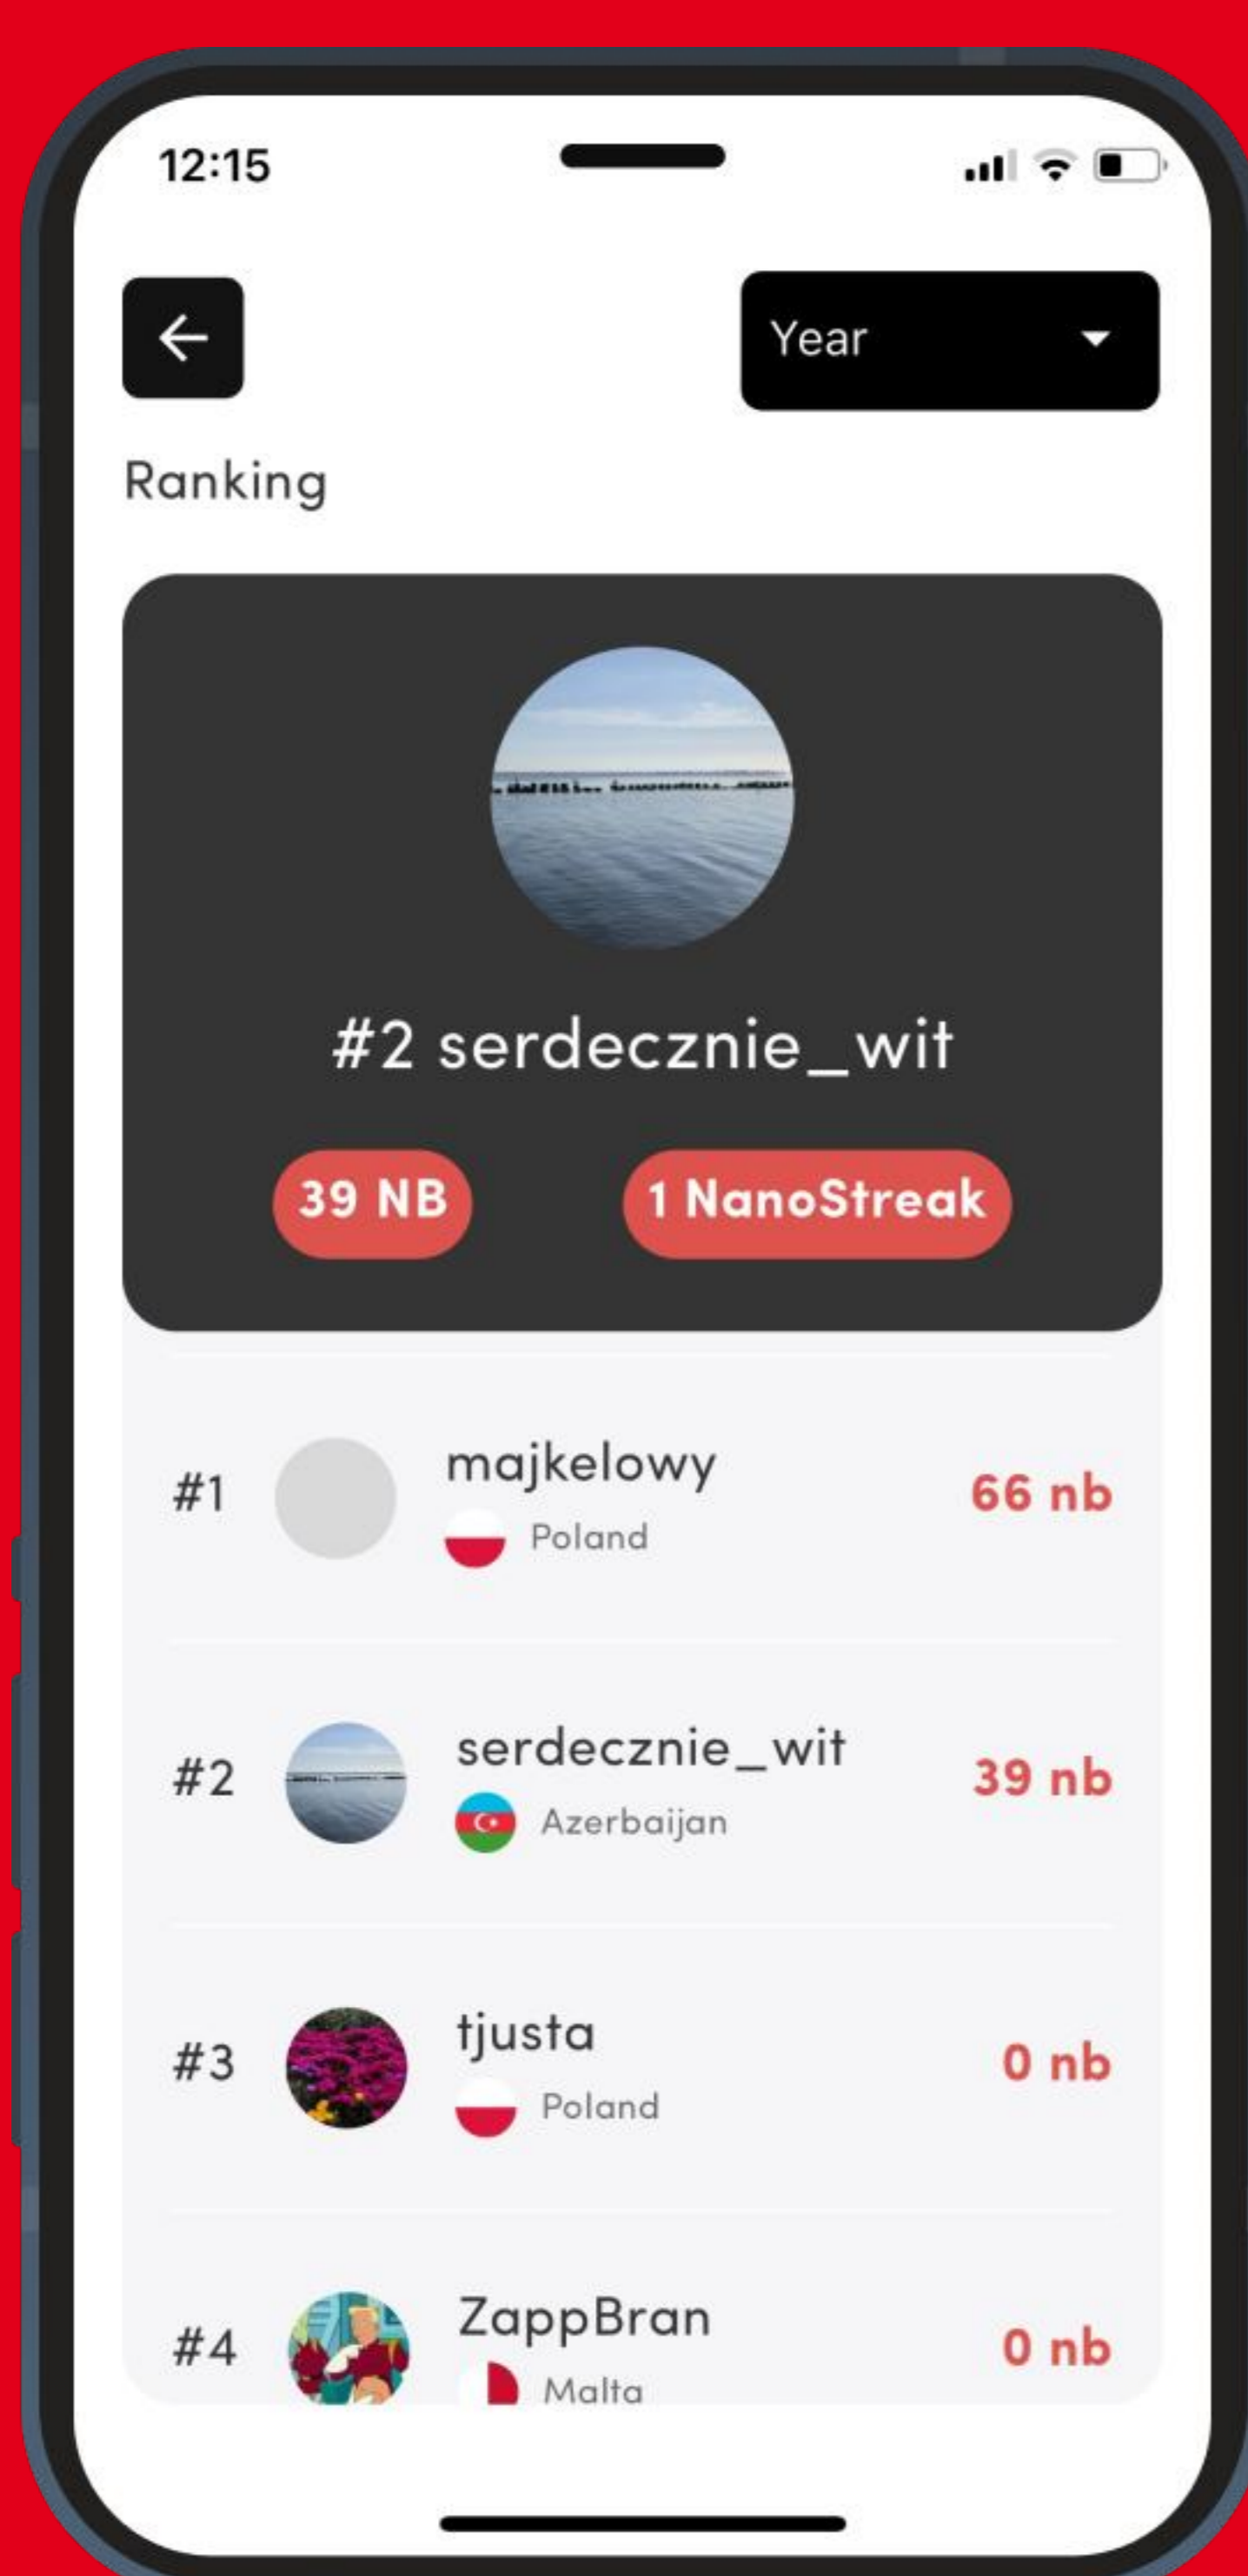 12:15
Year
Ranking
#2 serdecznie_wit
39 NB
1 NanoStreak
#1
majkelowy
66 nb
Poland
#2
serdecznie_wit
39 nb
Azerbaijan
#3
tjusta
0 nb
Poland
#4
ZappBran
0 nb
Malta